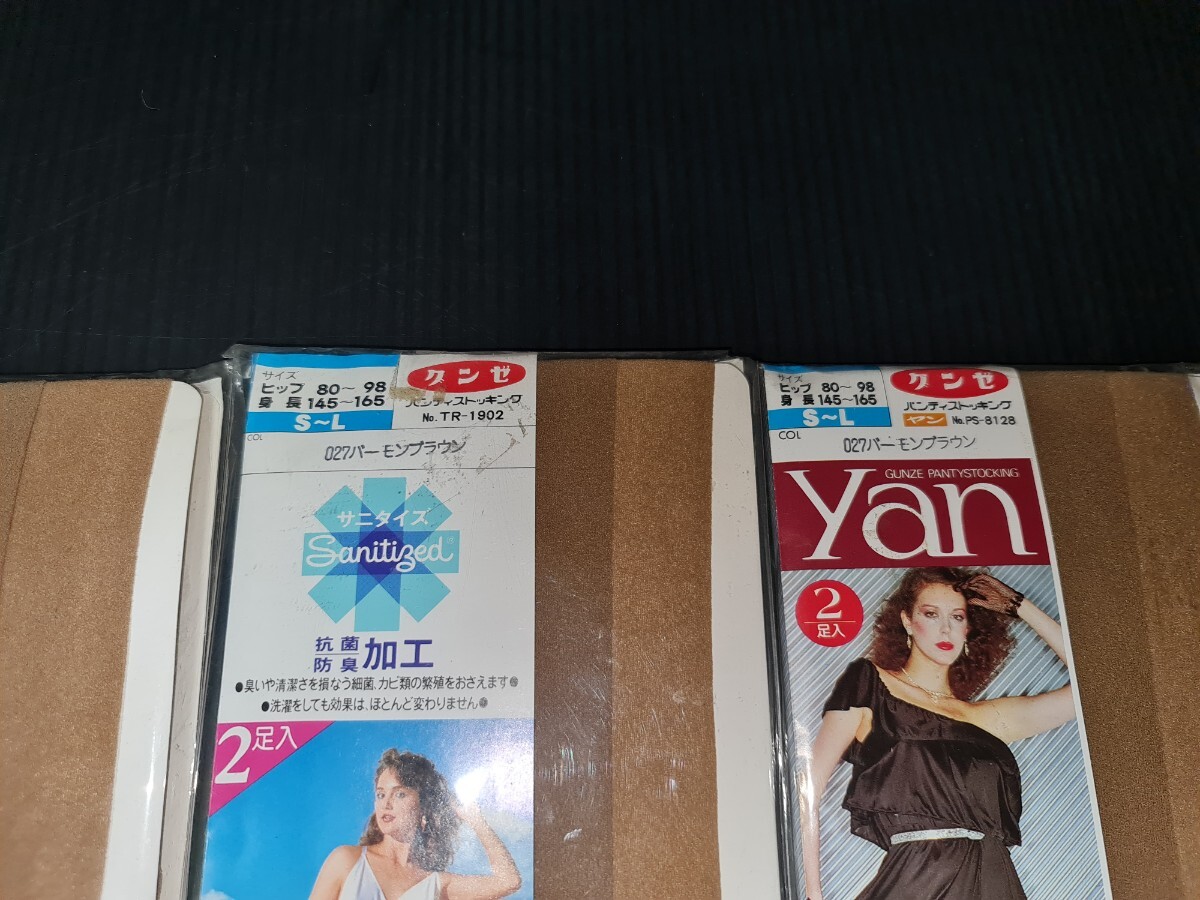 サイズ
ヒップ 80～98
身長 145～165
S～L
グンゼ
パンティストッキング
No.TR-1902
COL
027バーモンブラウン
サニタイズ
Sanitized®
抗菌
防臭 加工
●臭いや清潔さを損なう細菌、カビ類の繁殖をおさえます
●洗濯をしても効果は、ほとんど変わりません
2足入
サイズ
ヒップ 80～98
身長 145～165
S～L
グンゼ
パンティストッキング
ヤン No.PS-8128
COL
027バーモンブラウン
GUNZE PANTYSTOCKING
Yan
2
足入